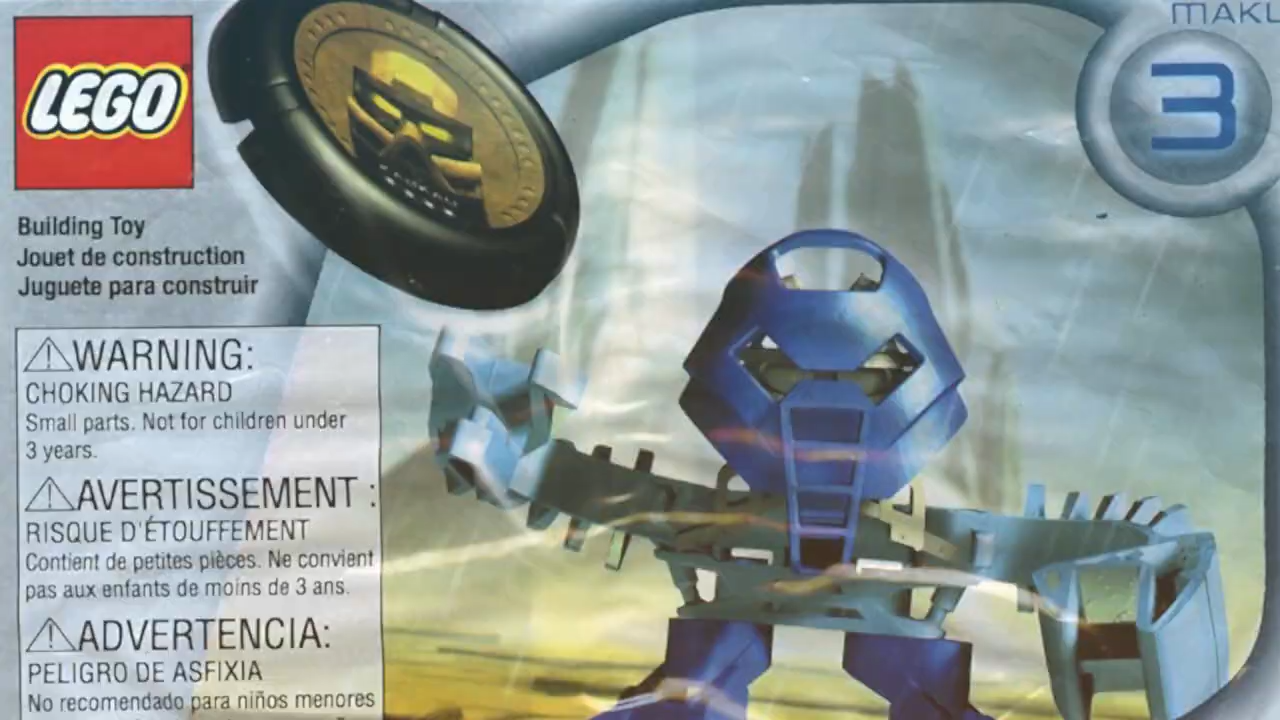 LEGO
Building Toy
Jouet de construction
Juguete para construir
WARNING:
CHOKING HAZARD
Small parts. Not for children under
3 years.
AVERTISSEMENT :
RISQUE D'ÉTOUFFEMENT
Contient de petites pièces. Ne convient
pas aux enfants de moins de 3 ans.
ADVERTENCIA:
PELIGRO DE ASFIXIA
No recomendado para niños menores
MAKU
3